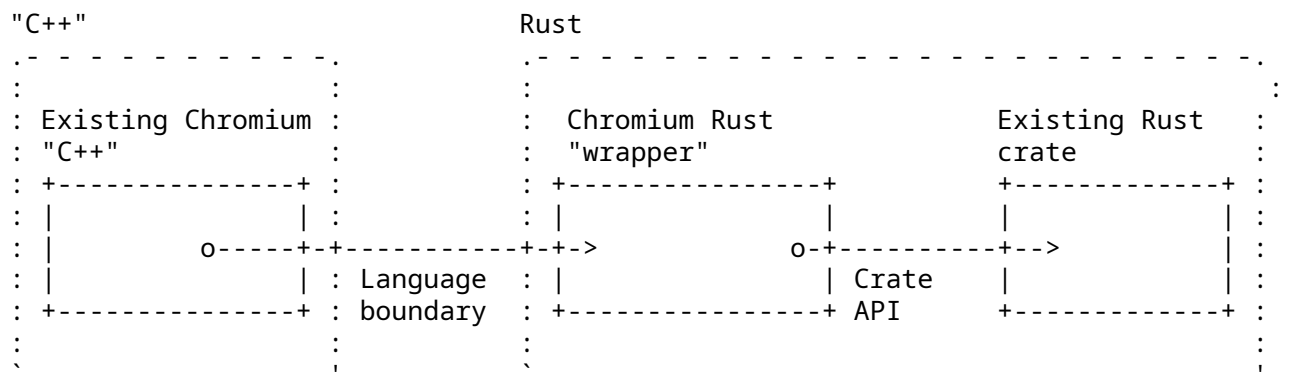 "C++" Rust
Existing Chromium Chromium Rust Existing Rust
"C++" "wrapper" crate
Language Crate
boundary API